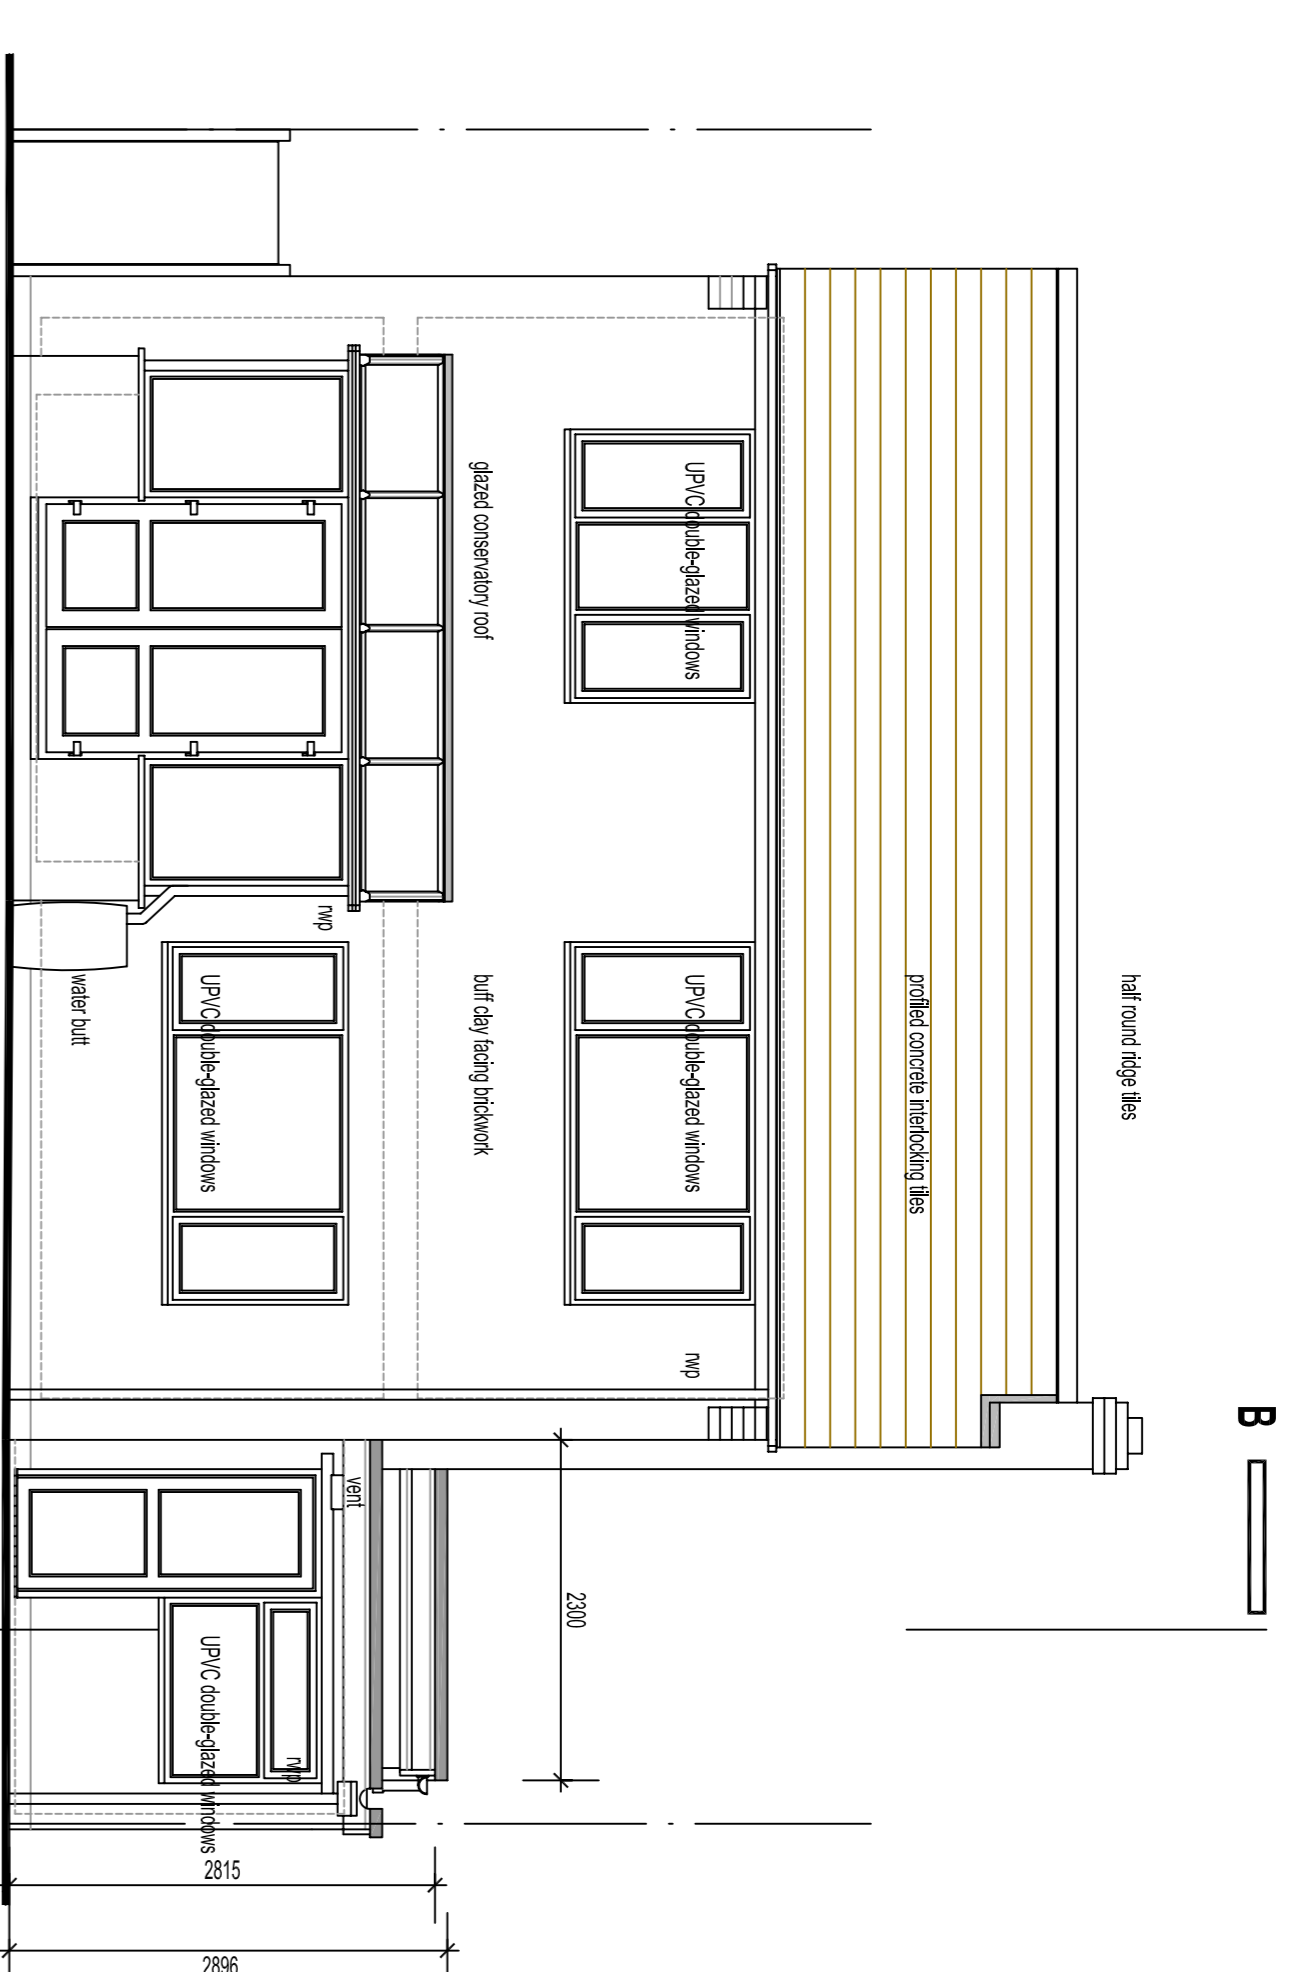 B
half round ridge tiles
profiled concrete interlocking tiles
UPVC double-glazed windows
UPVC double-glazed windows
rwp
glazed conservatory roof
buff clay facing brickwork
2300
vent
rwp
UPVC double-glazed windows
UPVC double-glazed windows
rwp
water butt
2815
2896